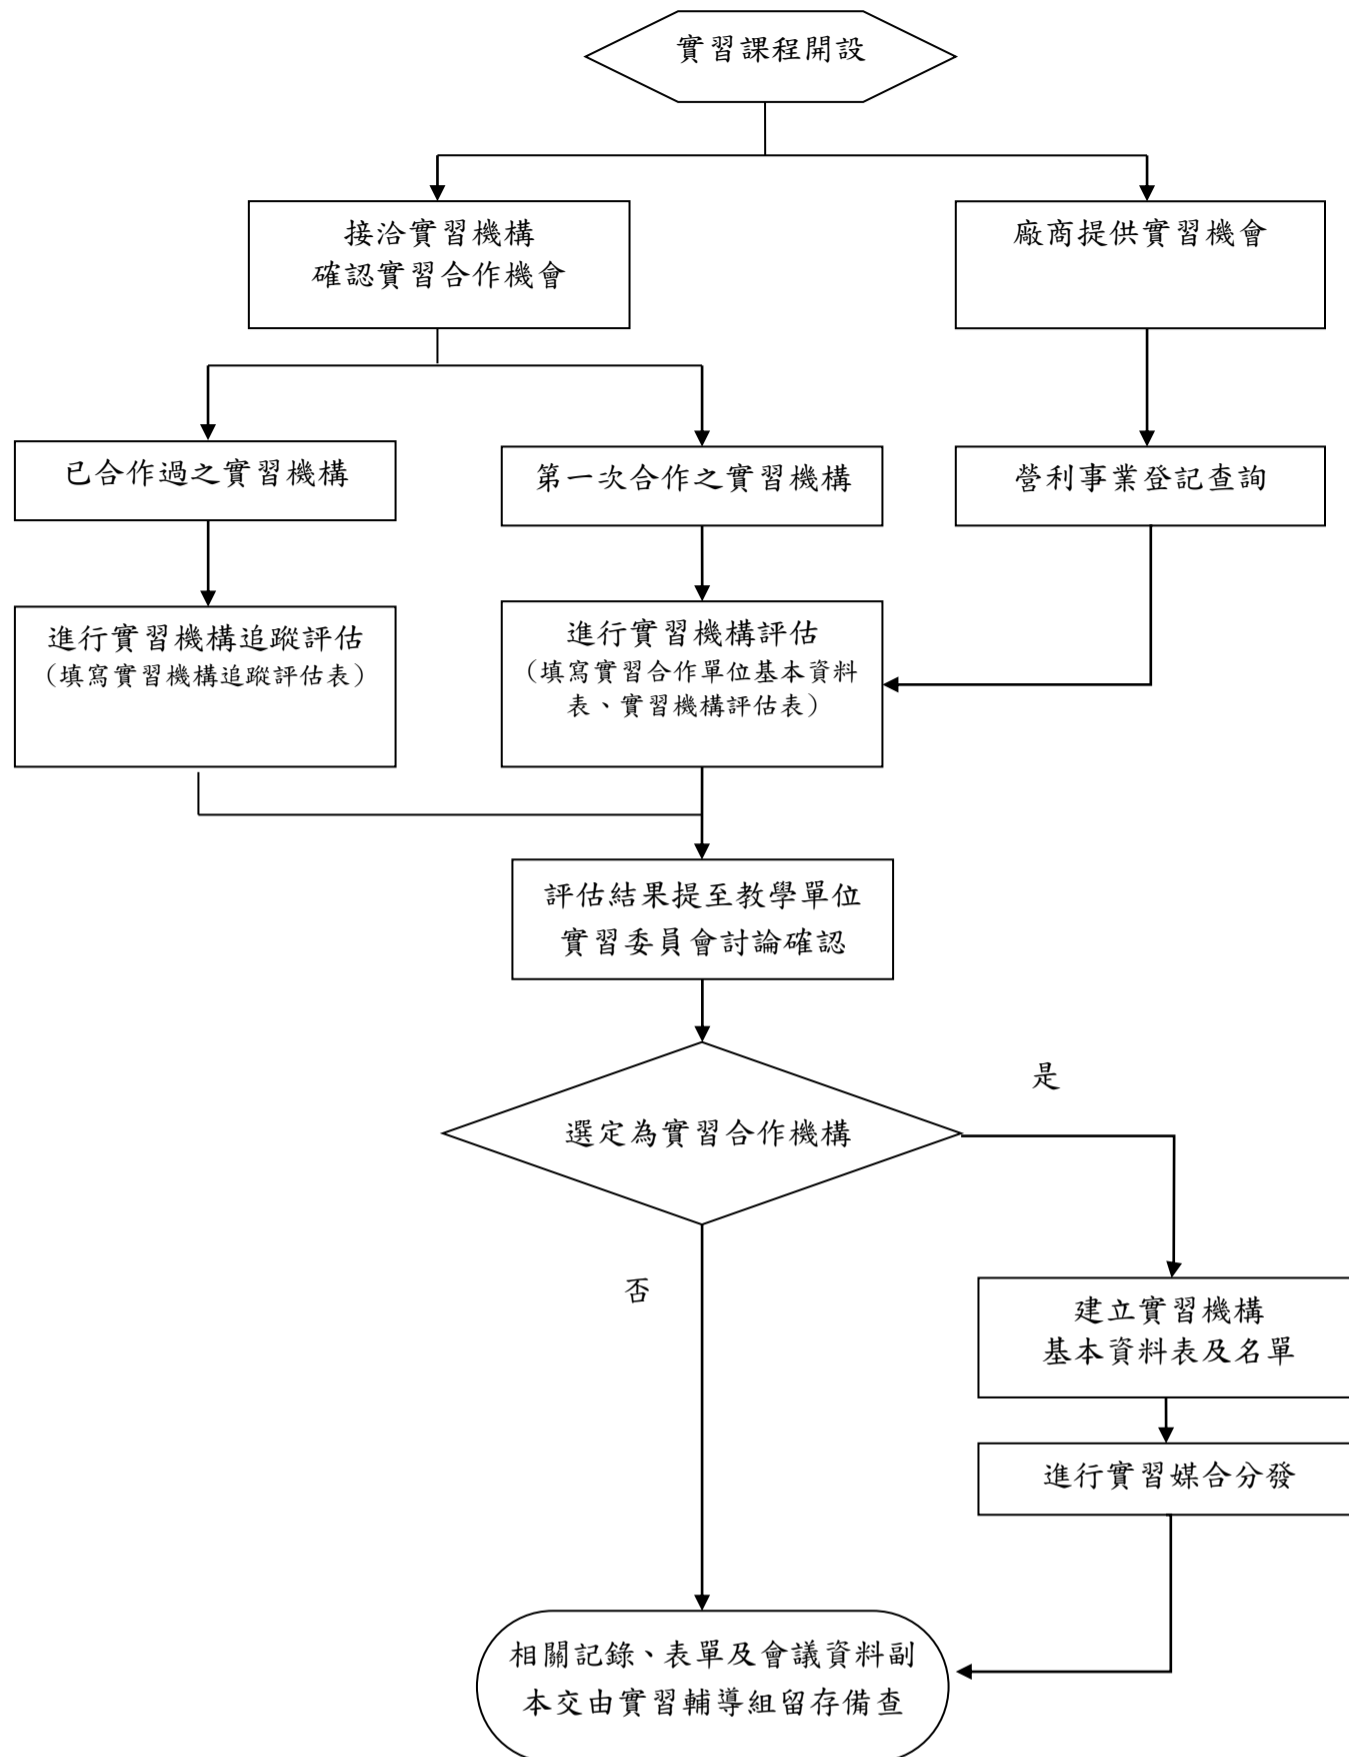 實習課程開設
接洽實習機構
確認實習合作機會
廠商提供實習機會
已合作過之實習機構
第一次合作之實習機構
營利事業登記查詢
進行實習機構追蹤評估
(填寫實習機構追蹤評估表)
進行實習機構評估
(填寫實習合作單位基本資料
表、實習機構評估表)
評估結果提至教學單位
實習委員會討論確認
選定為實習合作機構
是
否
建立實習機構
基本資料表及名單
進行實習媒合分發
相關記錄、表單及會議資料副
本交由實習輔導組留存備查